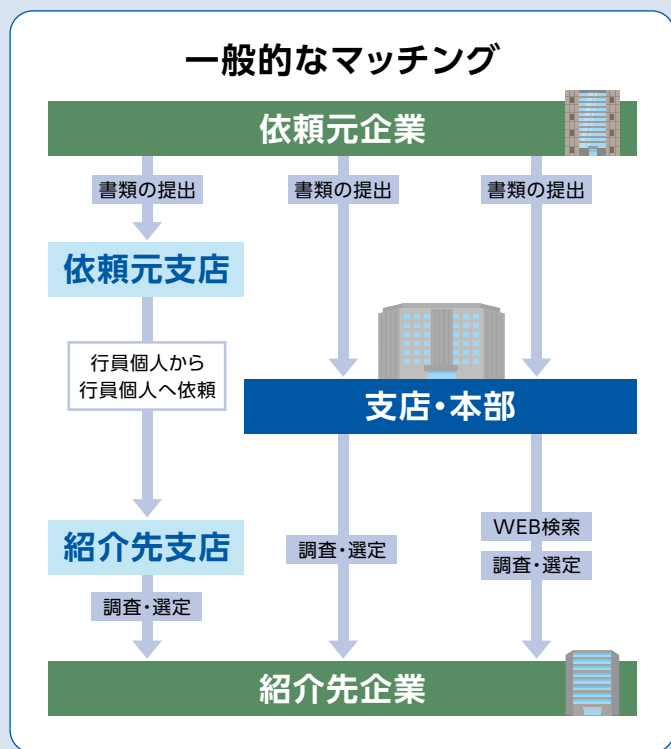 一般的なマッチング
依頼元企業
書類の提出
書類の提出
書類の提出
依頼元支店
行員個人から
行員個人へ依頼
支店・本部
紹介先支店
調査・選定
調査・選定
WEB検索
調査・選定
紹介先企業